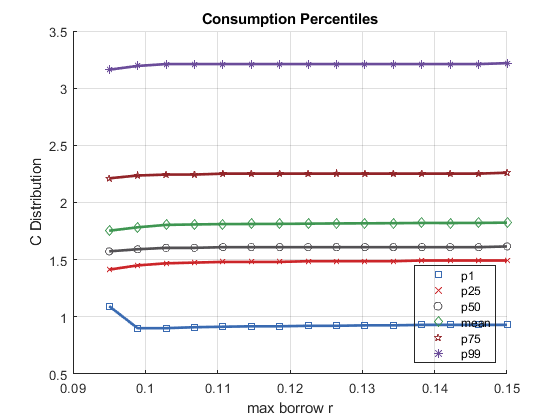 Consumption Percentiles
3.5
3
2.5
2
1.5
1
0.5
C Distribution
p1
p25
p50
mean
p75
p99
0.09
0.1
0.11
0.12
0.13
0.14
0.15
max borrow r